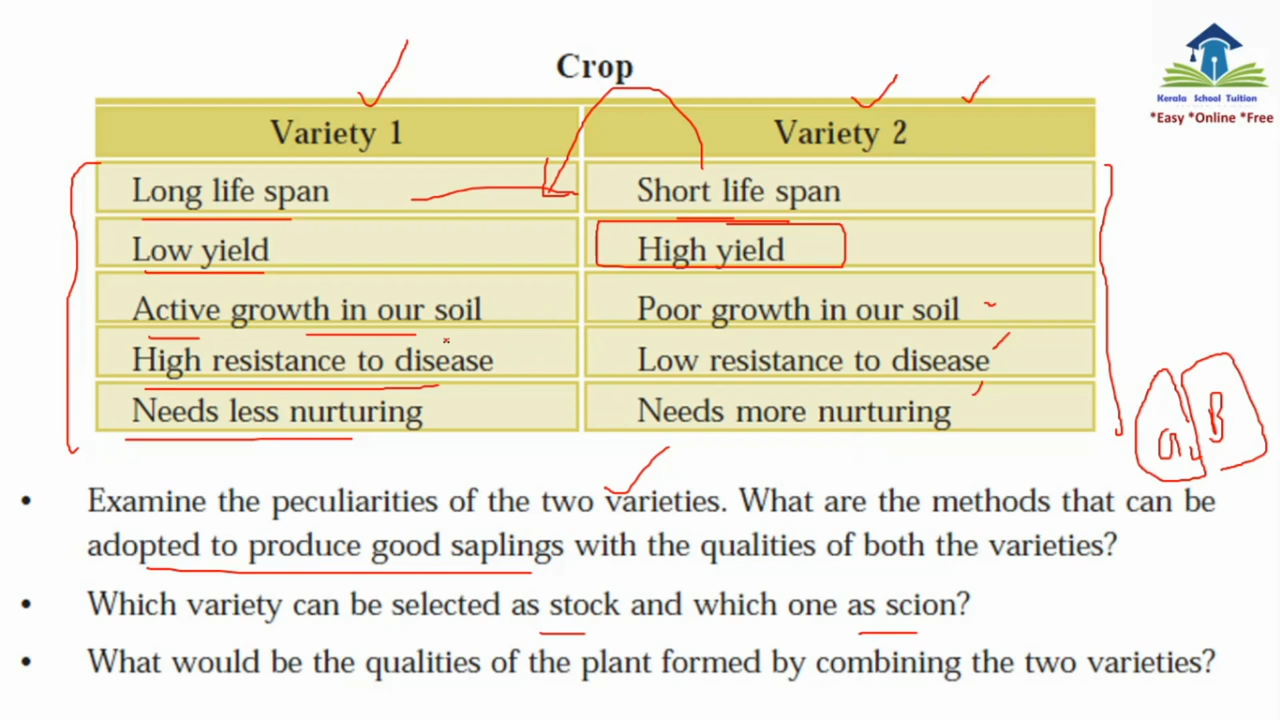 Crop
Kerala School Tuition
*Easy *Online *Free
Variety 1 Variety 2
Long life span Short life span
Low yield High yield
Active growth in our soil Poor growth in our soil
High resistance to disease Low resistance to disease
Needs less nurturing Needs more nurturing
B
• Examine the peculiarities of the two varieties. What are the methods that can be
adopted to produce good saplings with the qualities of both the varieties?
• Which variety can be selected as stock and which one as scion?
• What would be the qualities of the plant formed by combining the two varieties?